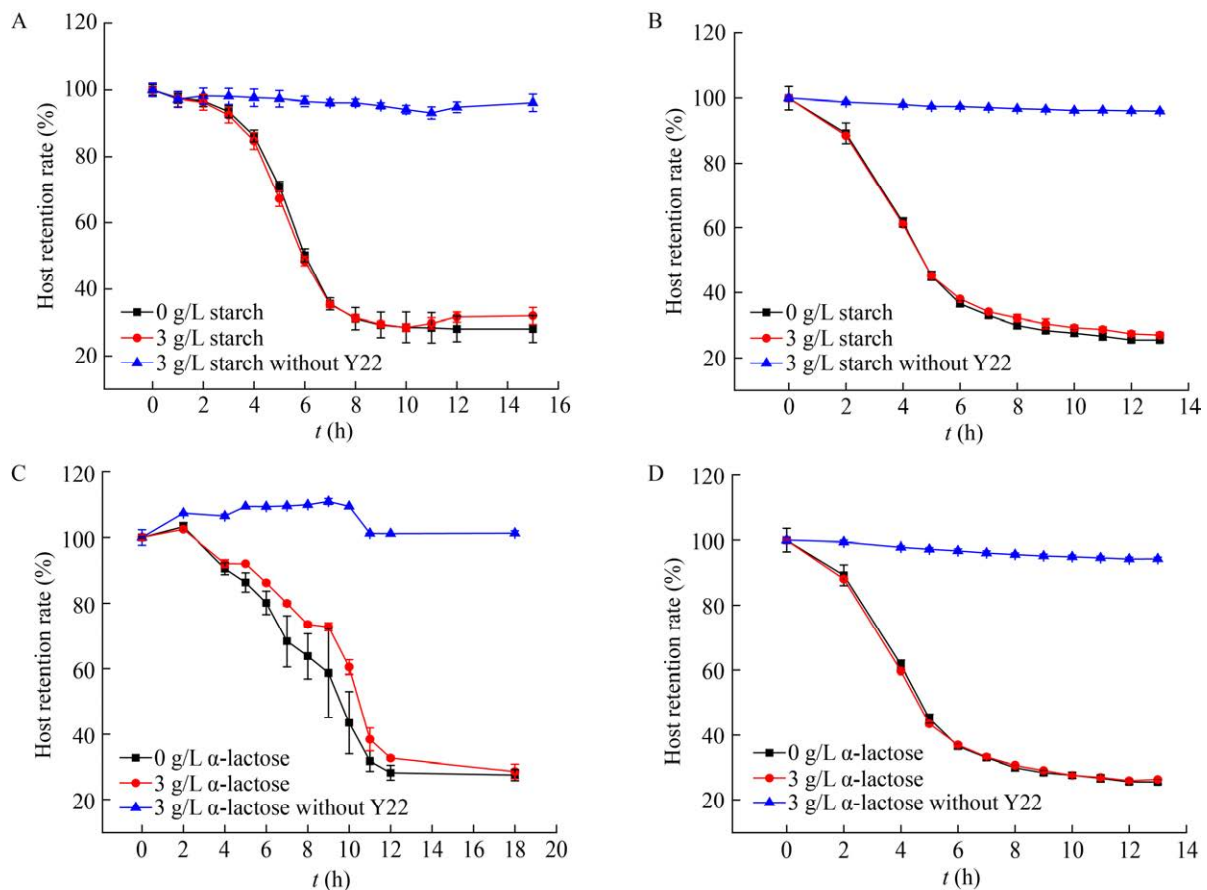 A
120
100
80
60
40
20
Host retention rate (%)
0 g/L starch
3 g/L starch
3 g/L starch without Y22
0 2 4 6 8 10 12 14 16
t (h)
B
120
100
80
60
40
20
Host retention rate (%)
0 g/L starch
3 g/L starch
3 g/L starch without Y22
0 2 4 6 8 10 12 14
t (h)
C
120
100
80
60
40
20
Host retention rate (%)
0 g/L α-lactose
3 g/L α-lactose
3 g/L α-lactose without Y22
0 2 4 6 8 10 12 14 16 18 20
t (h)
D
120
100
80
60
40
20
Host retention rate (%)
0 g/L α-lactose
3 g/L α-lactose
3 g/L α-lactose without Y22
0 2 4 6 8 10 12 14
t (h)